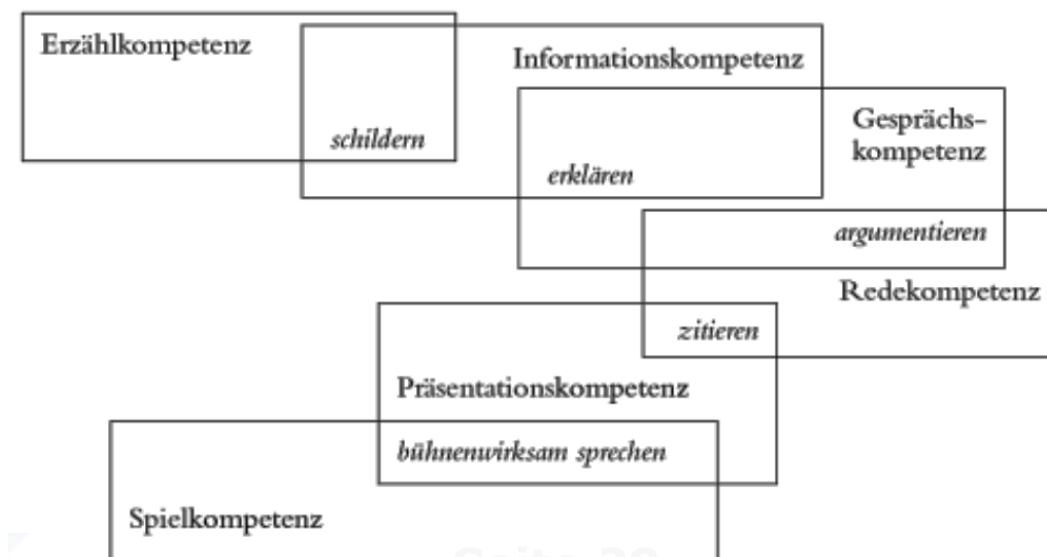 Erzählkompetenz
Informationskompetenz
Gesprächs-
kompetenz
schildern
erklären
argumentieren
Redekompetenz
zitieren
Präsentationskompetenz
bühnenwirksam sprechen
Spielkompetenz